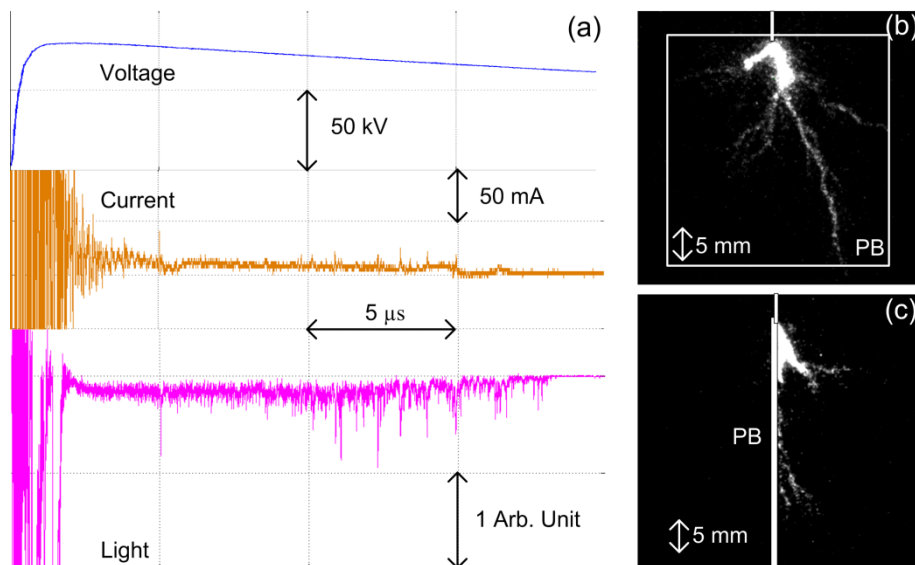 (a)
Voltage
50 kV
Current
50 mA
5 µs
1 Arb. Unit
Light
(b)
5 mm
PB
(c)
PB
5 mm